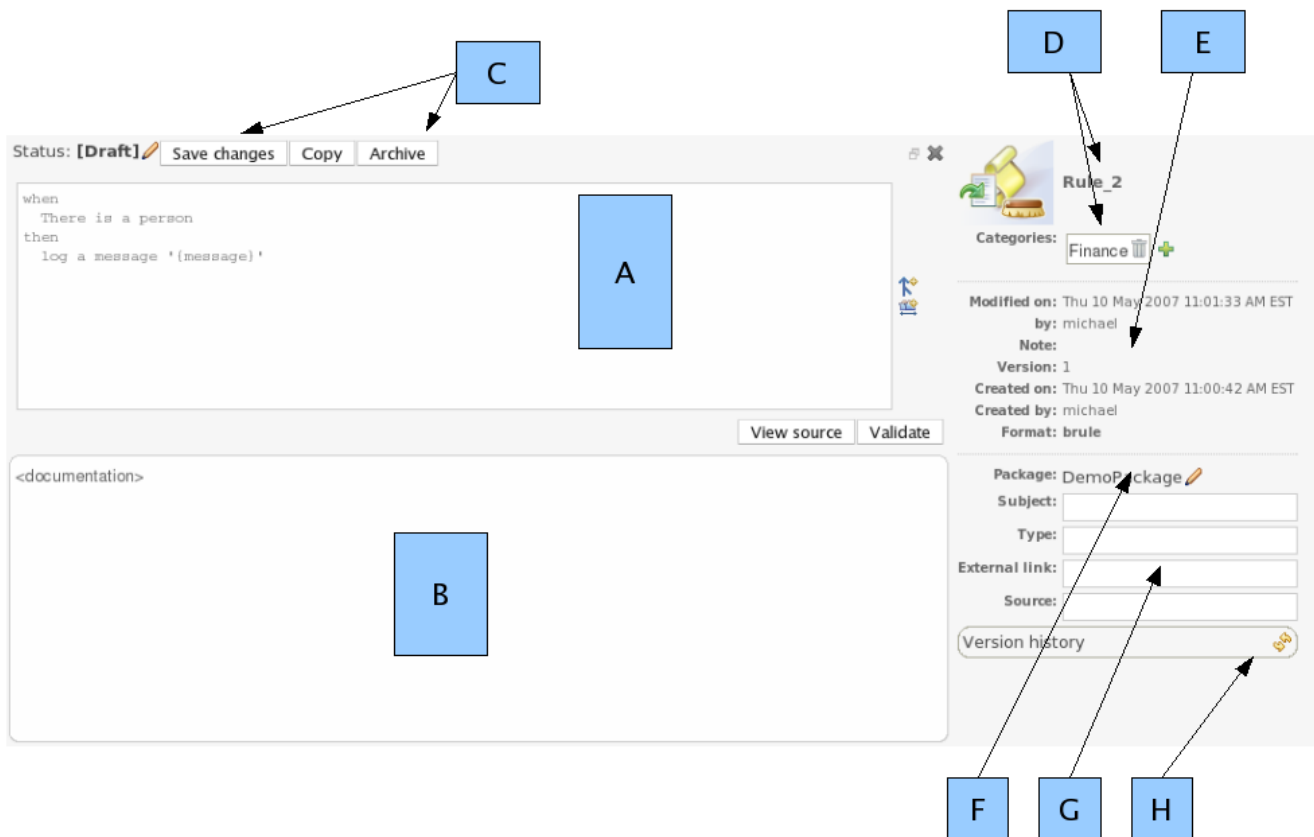 D
E
C
Status: [Draft] Save changes Copy Archive
when
There is a person
then
log a message '{message}'
A
View source Validate
<documentation>
B
Rule_2
Categories: Finance
Modified on: Thu 10 May 2007 11:01:33 AM EST
by: michael
Note:
Version: 1
Created on: Thu 10 May 2007 11:00:42 AM EST
Created by: michael
Format: brule
Package: DemoPackage
Subject:
Type:
External link:
Source:
Version history
F
G
H